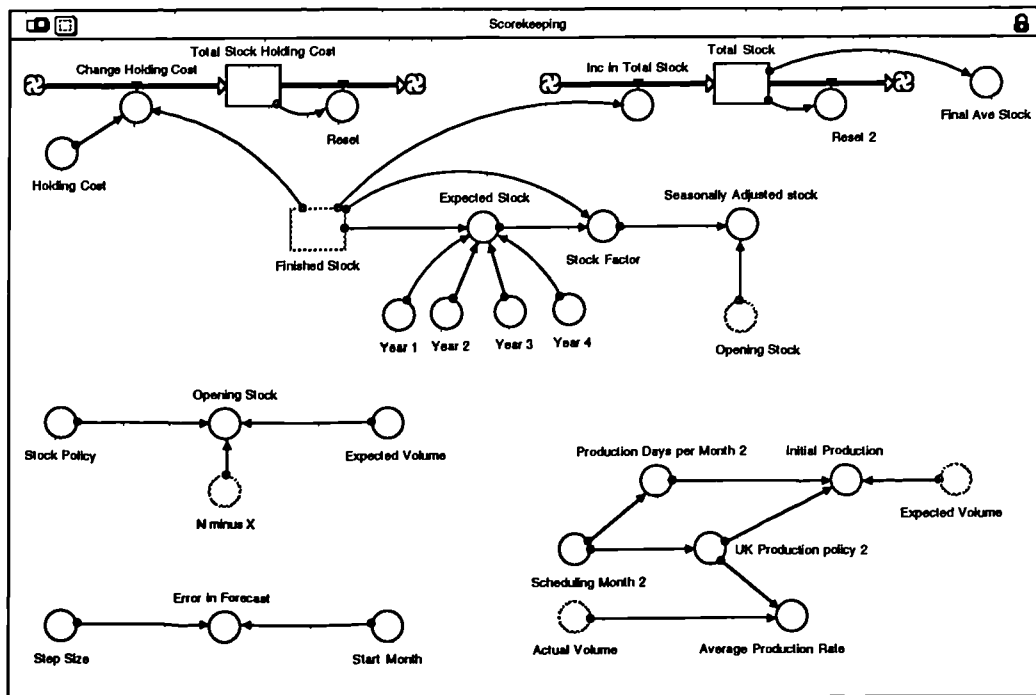 Scorekeeping
Total Stock Holding Cost
Total Stock
Change Holding Cost
Inc in Total Stock
Reset
Reset 2
Final Ave Stock
Holding Cost
Expected Stock
Seasonally Adjusted stock
Finished Stock
Stock Factor
Year 1
Year 2
Year 3
Year 4
Opening Stock
Opening Stock
Stock Policy
Expected Volume
N minus X
Production Days per Month 2
Initial Production
Expected Volume
UK Production policy 2
Scheduling Month 2
Error in Forecast
Step Size
Start Month
Actual Volume
Average Production Rate